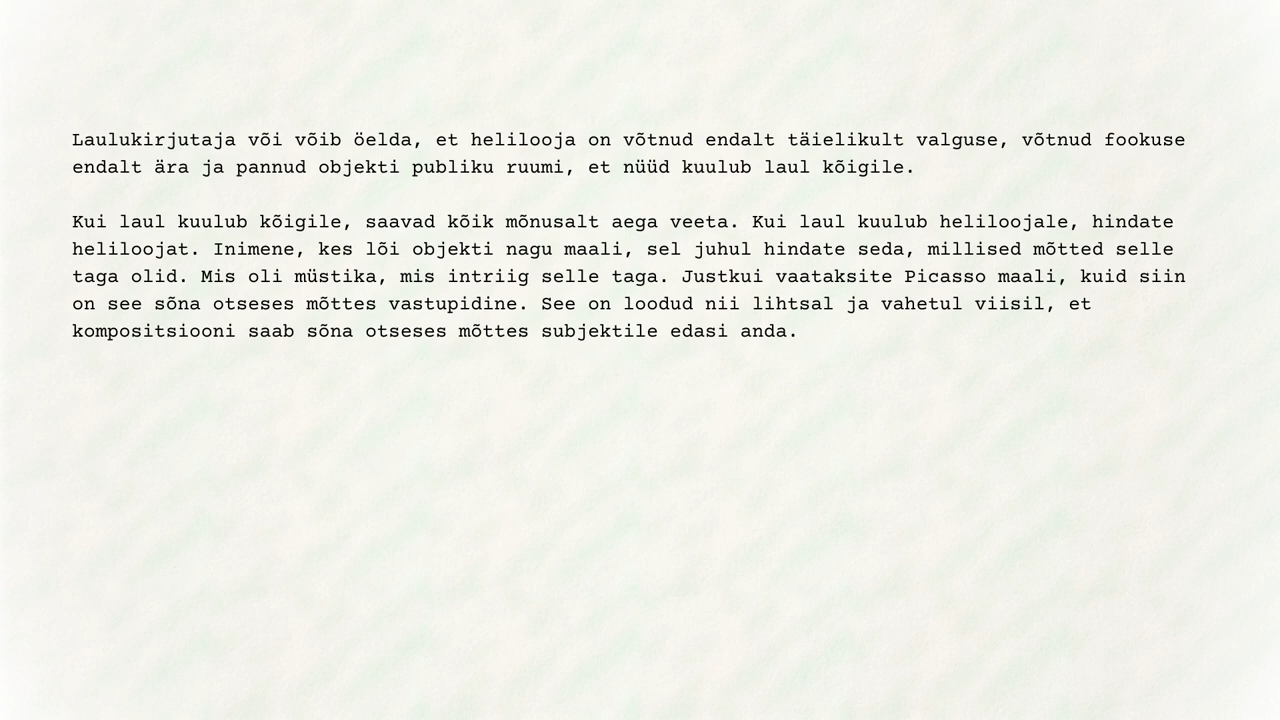 Laulukirjutaja või võib öelda, et helilooja on võtnud endalt täielikult valguse, võtnud fookuse
endalt ära ja pannud objekti publiku ruumi, et nüüd kuulub laul kõigile.
Kui laul kuulub kõigile, saavad kõik mõnusalt aega veeta. Kui laul kuulub heliloojale, hindate
heliloojat. Inimene, kes lõi objekti nagu maali, sel juhul hindate seda, millised mõtted selle
taga olid. Mis oli müstika, mis intriig selle taga. Justkui vaataksite Picasso maali, kuid siin
on see sõna otseses mõttes vastupidine. See on loodud nii lihtsal ja vahetul viisil, et
kompositsiooni saab sõna otseses mõttes subjektile edasi anda.